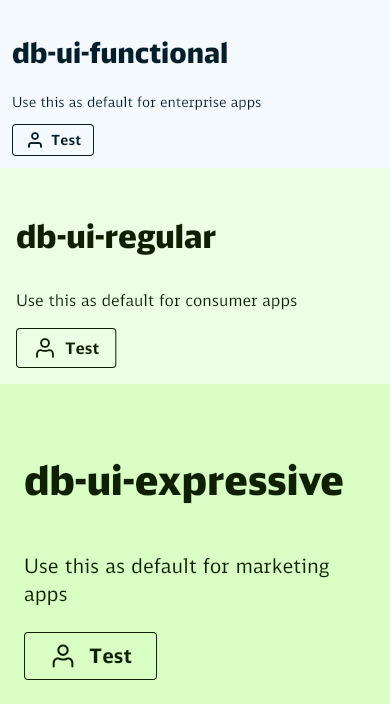 db-ui-functional
Use this as default for enterprise apps
Test
db-ui-regular
Use this as default for consumer apps
Test
db-ui-expressive
Use this as default for marketing
apps
Test